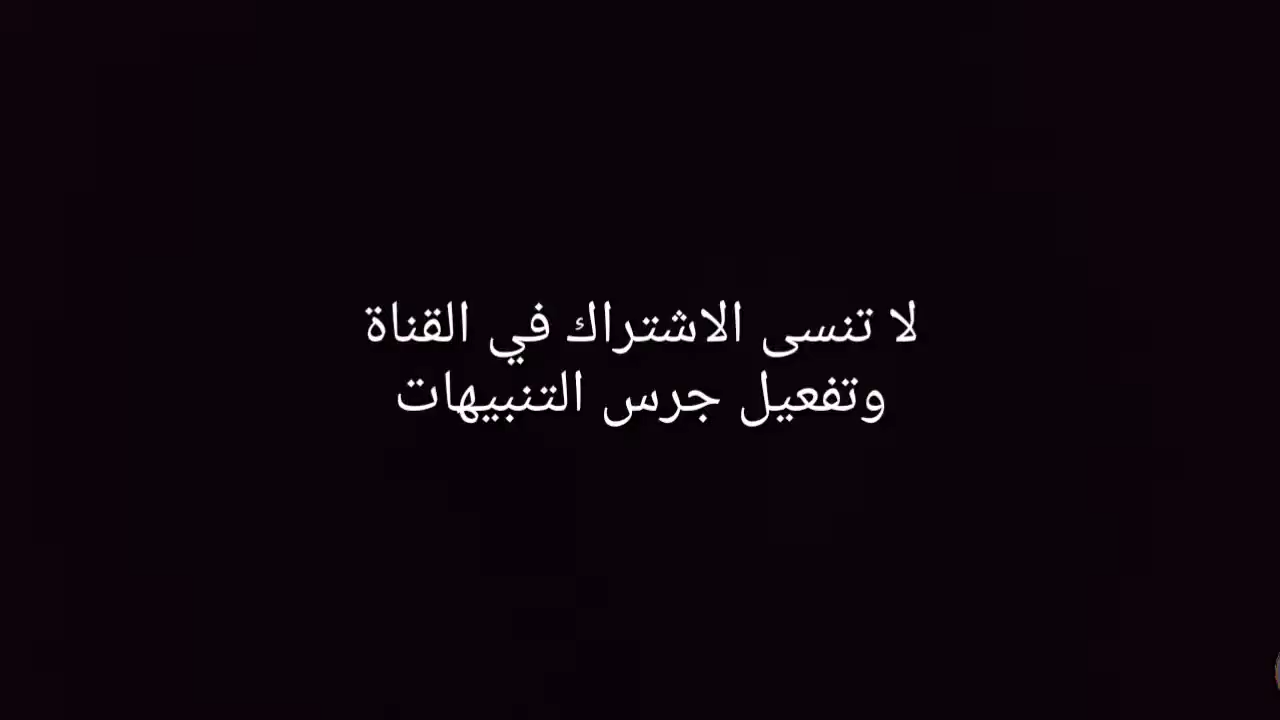 لا تنسى الاشتراك في القناة
وتفعيل جرس التنبيهات